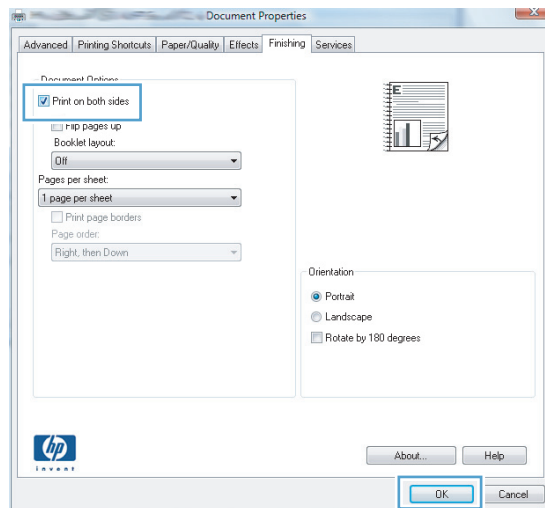 Document Properties
Advanced Printing Shortcuts Paper/Quality Effects Finishing Services
Document Options
Print on both sides
Flip pages up
Booklet layout:
Off
Pages per sheet:
1 page per sheet
Print page borders
Page order:
Right, then Down
E
Orientation
Portrait
Landscape
Rotate by 180 degrees
hp
invent
About... Help
OK Cancel